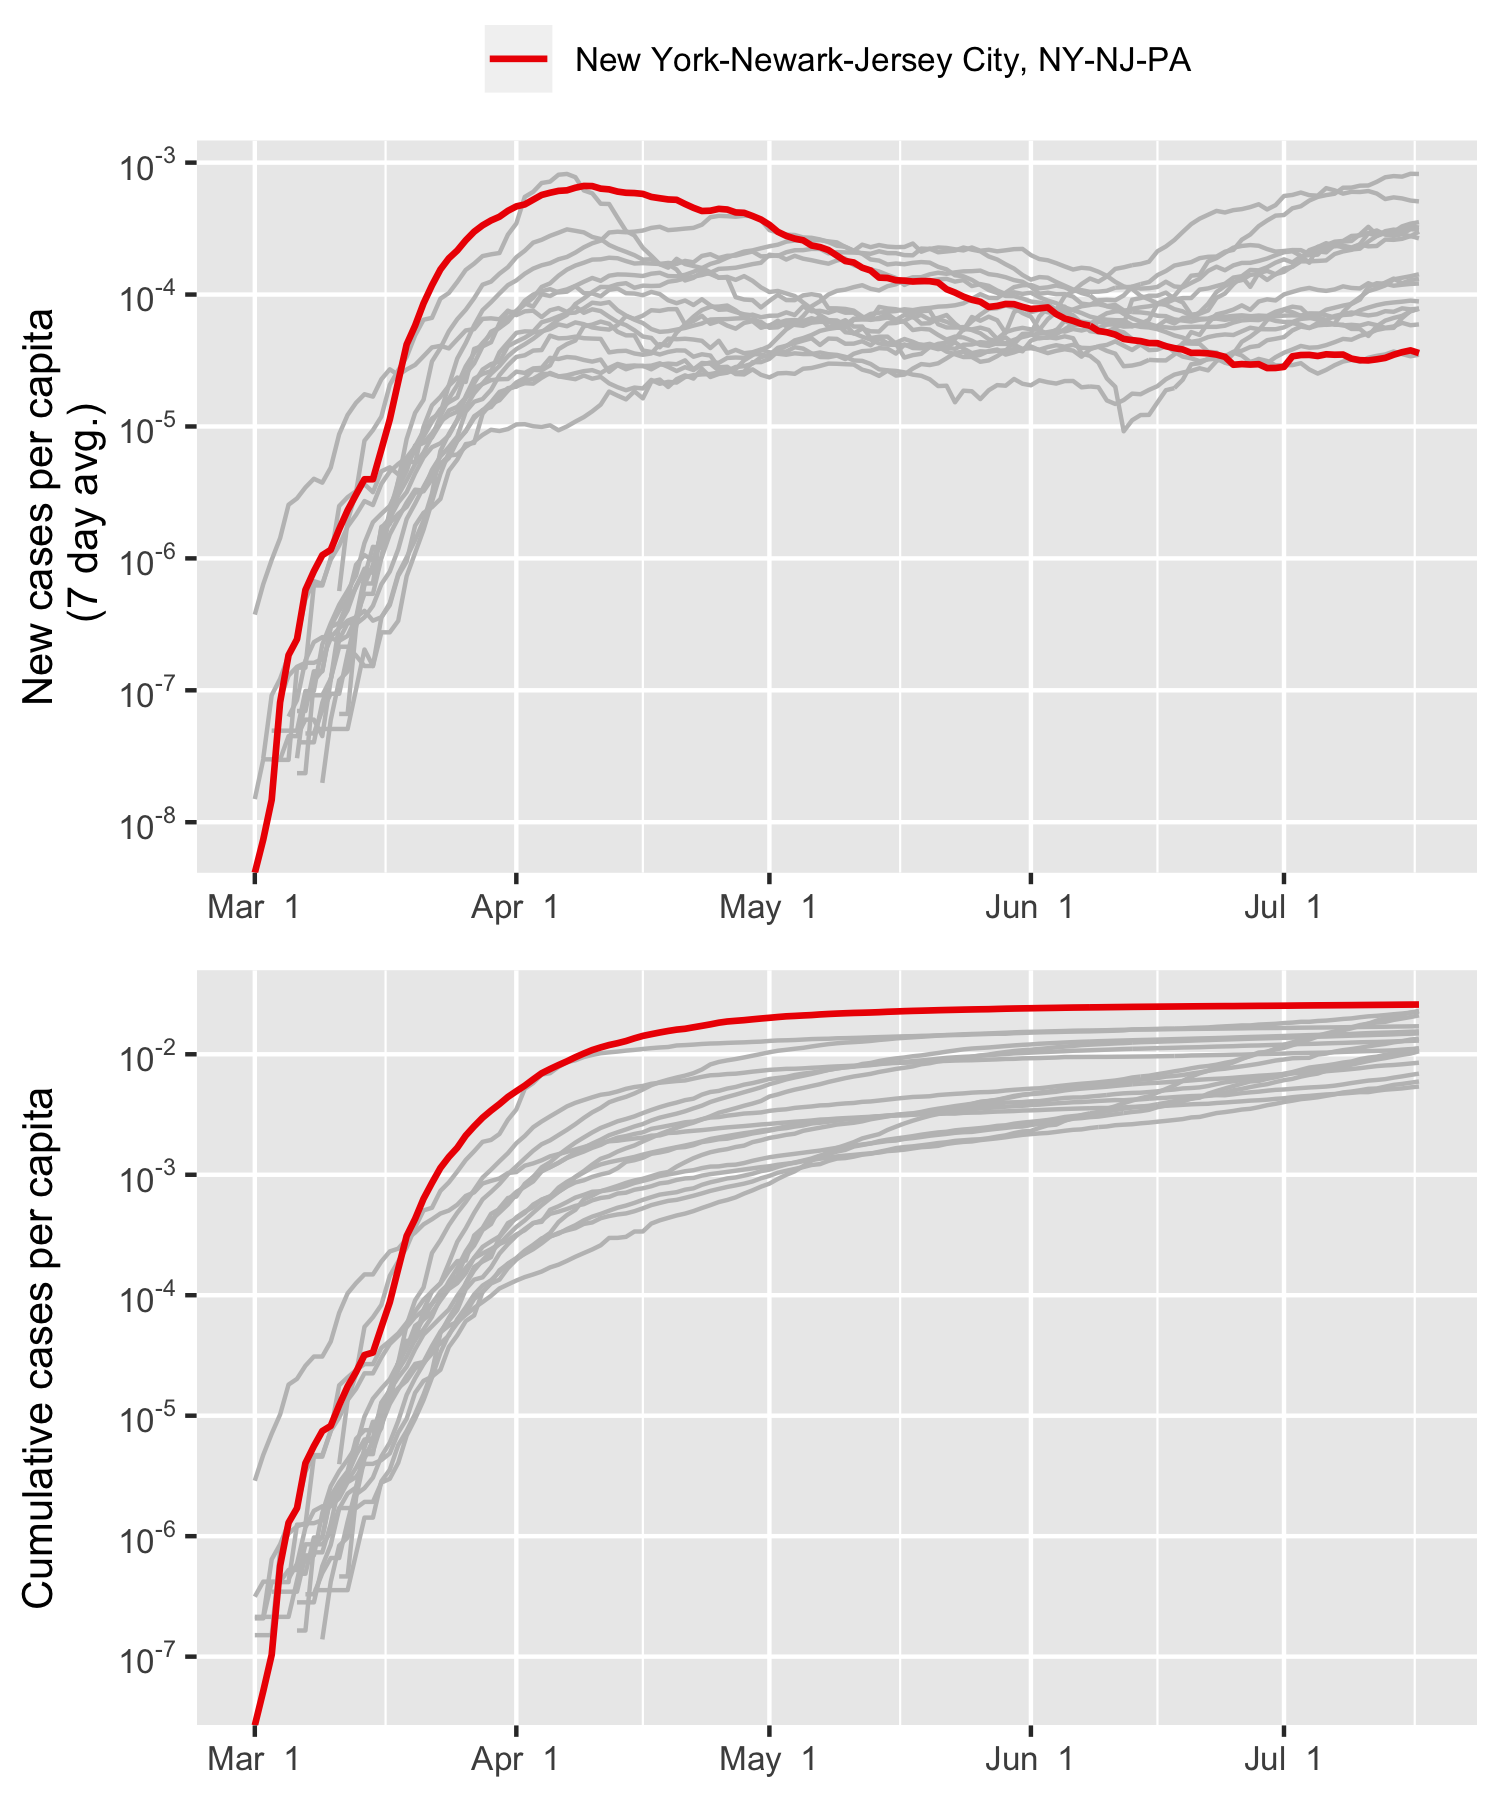 New York-Newark-Jersey City, NY-NJ-PA
New cases per capita
(7 day avg.)
10⁻³
10⁻⁴
10⁻⁵
10⁻⁶
10⁻⁷
10⁻⁸
Mar 1 Apr 1 May 1 Jun 1 Jul 1
Cumulative cases per capita
10⁻²
10⁻³
10⁻⁴
10⁻⁵
10⁻⁶
10⁻⁷
Mar 1 Apr 1 May 1 Jun 1 Jul 1